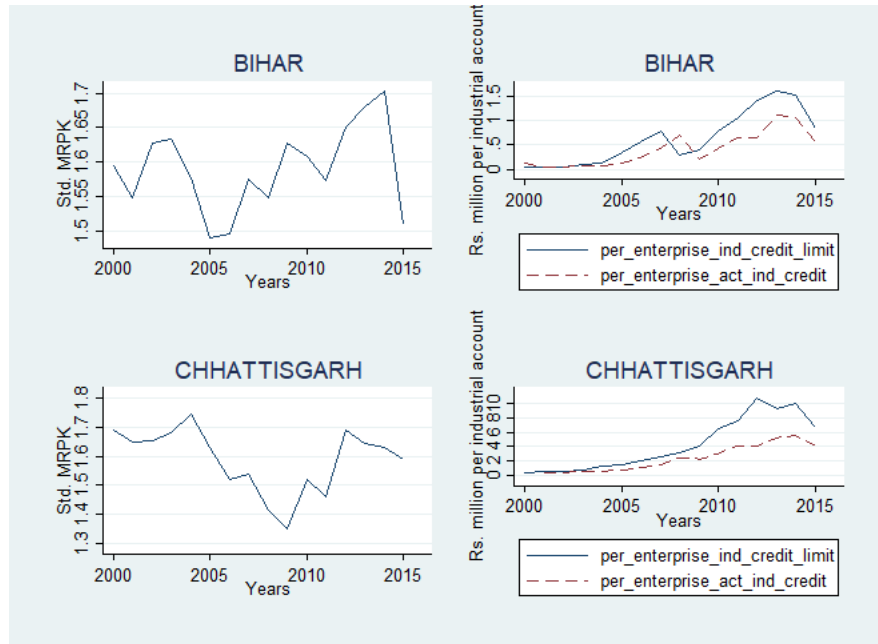 BIHAR
Std. MRPK
1.7
1.65
1.6
1.55
1.5
2000 2005 2010 2015
Years
BIHAR
Rs. million per industrial account
1.5
1
.5
0
2000 2005 2010 2015
Years
per_enterprise_ind_credit_limit
per_enterprise_act_ind_credit
CHHATTISGARH
Std. MRPK
1.8
1.7
1.6
1.5
1.4
1.3
2000 2005 2010 2015
Years
CHHATTISGARH
Rs. million per industrial account
10
8
6
4
2
0
2000 2005 2010 2015
Years
per_enterprise_ind_credit_limit
per_enterprise_act_ind_credit